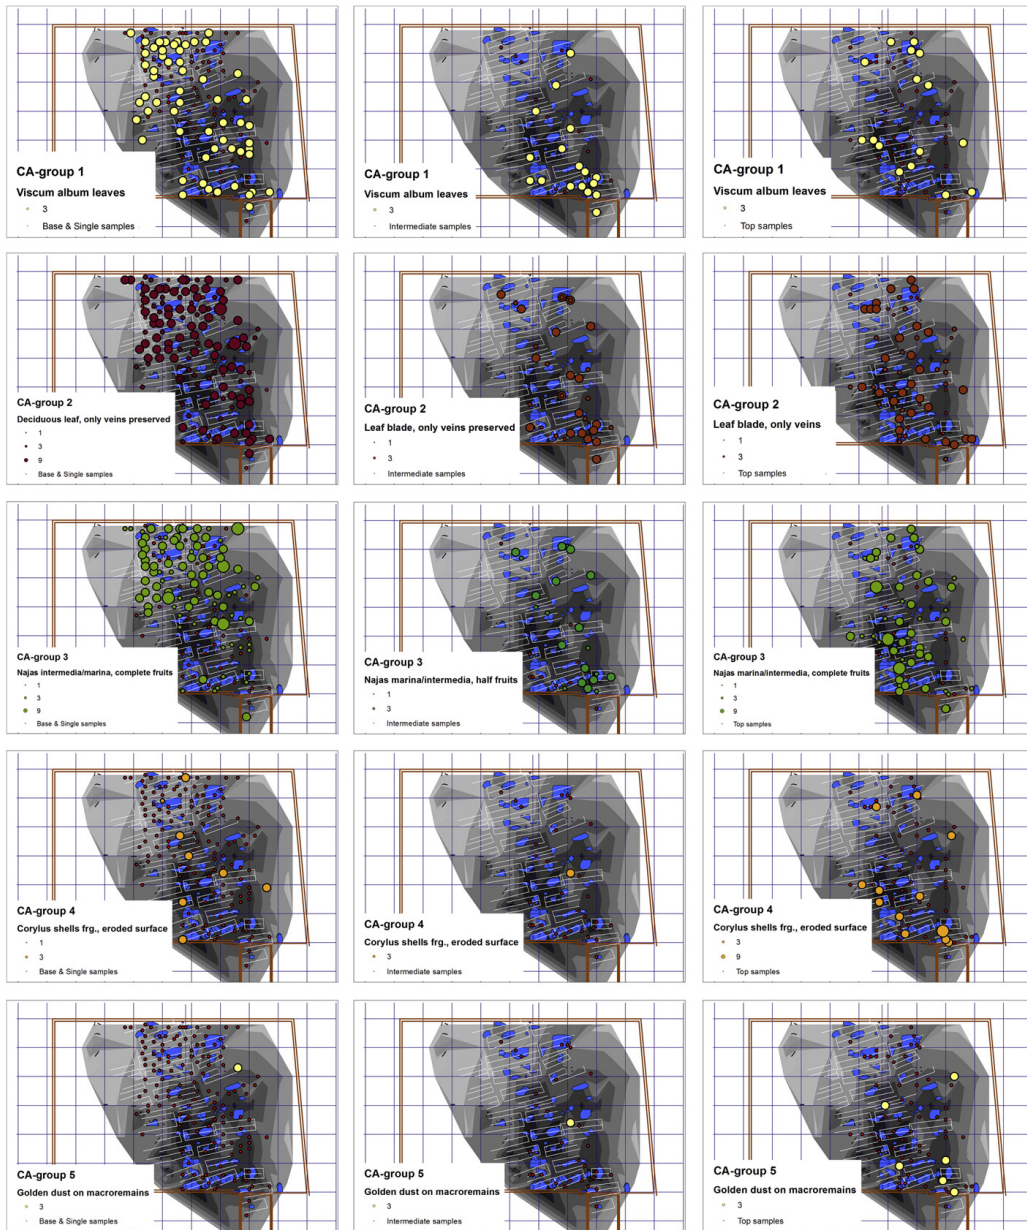 CA-group 1
Viscum album leaves
3
Base & Single samples
CA-group 1
Viscum album leaves
3
Intermediate samples
CA-group 1
Viscum album leaves
3
Top samples
CA-group 2
Deciduous leaf, only veins preserved
1
3
9
Base & Single samples
CA-group 2
Leaf blade, only veins preserved
1
3
Intermediate samples
CA-group 2
Leaf blade, only veins
1
3
Top samples
CA-group 3
Najas intermedia/marina, complete fruits
1
3
9
Base & Single samples
CA-group 3
Najas marina/intermedia, half fruits
1
3
Intermediate samples
CA-group 3
Najas marina/intermedia, complete fruits
1
3
9
Top samples
CA-group 4
Corylus shells frg., eroded surface
1
3
Base & Single samples
CA-group 4
Corylus shells frg., eroded surface
3
Intermediate samples
CA-group 4
Corylus shells frg., eroded surface
3
9
Top samples
CA-group 5
Golden dust on macroremains
3
Base & Single samples
CA-group 5
Golden dust on macroremains
3
Intermediate samples
CA-group 5
Golden dust on macroremains
3
Top samples